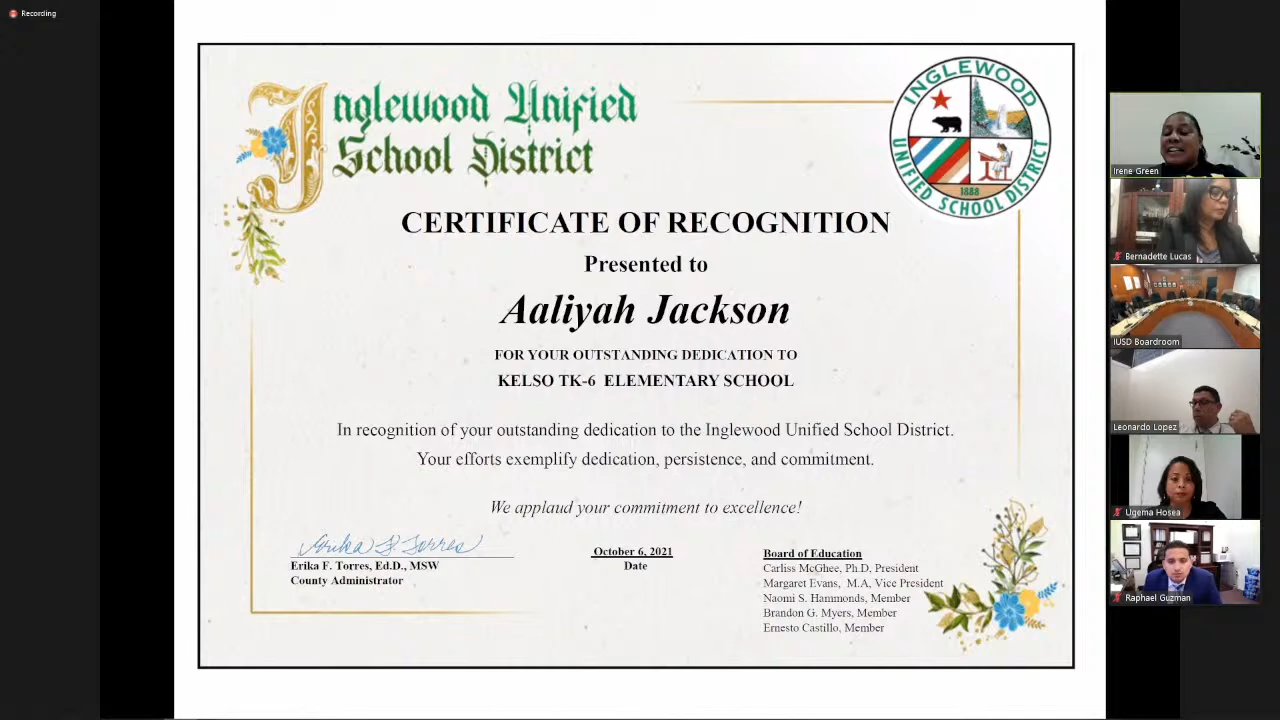 Recording
Inglewood Unified
School District
INGLEWOOD
UNIFIED SCHOOL DISTRICT
1888
CERTIFICATE OF RECOGNITION
Presented to
Aaliyah Jackson
FOR YOUR OUTSTANDING DEDICATION TO
KELSO TK-6 ELEMENTARY SCHOOL
In recognition of your outstanding dedication to the Inglewood Unified School District.
Your efforts exemplify dedication, persistence, and commitment.
We applaud your commitment to excellence!
Erika F Torres
Erika F. Torres, Ed.D., MSW
County Administrator
October 6, 2021
Date
Board of Education
Carliss McGhee, Ph.D. President
Margaret Evans, M.A, Vice President
Naomi S. Hammonds, Member
Brandon G. Myers, Member
Ernesto Castillo, Member
Irene Green
Bernadette Lucas
IUSD Boardroom
Leonardo Lopez
Ugema Hosea
Raphael Guzman